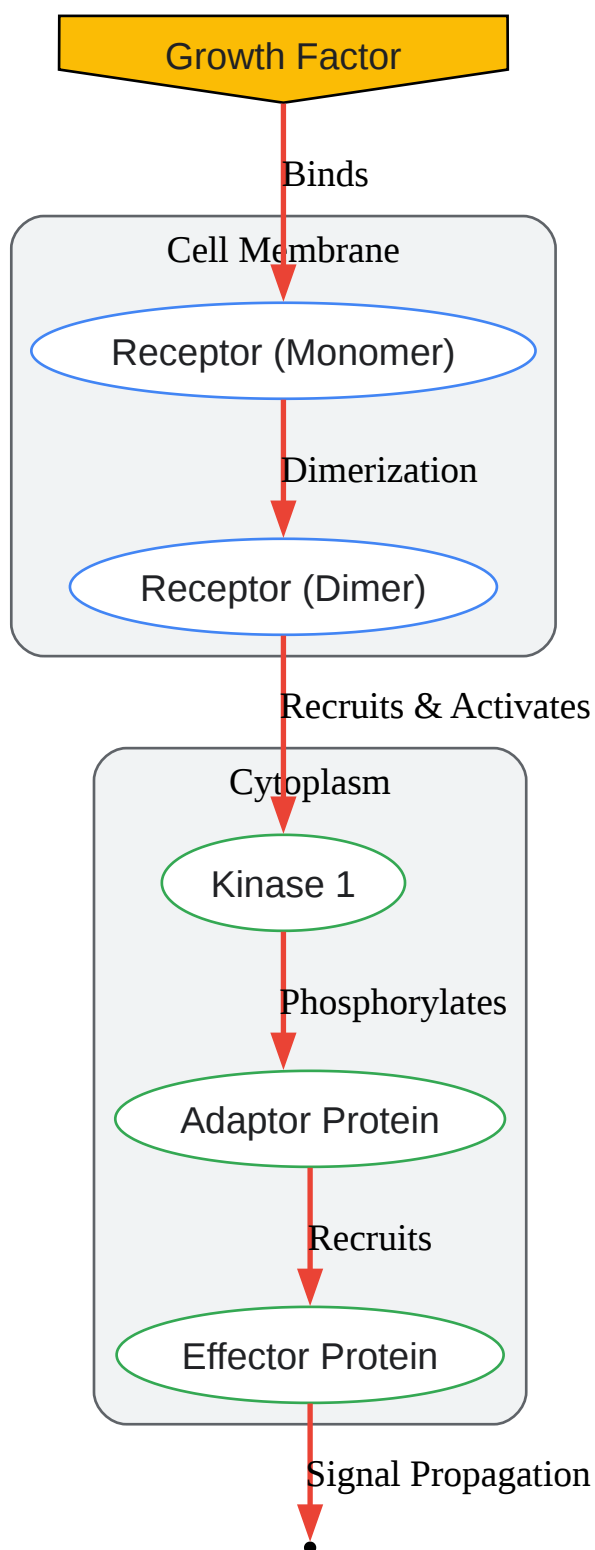 Growth Factor
Binds
Cell Membrane
Receptor (Monomer)
Dimerization
Receptor (Dimer)
Recruits & Activates
Cytoplasm
Kinase 1
Phosphorylates
Adaptor Protein
Recruits
Effector Protein
Signal Propagation